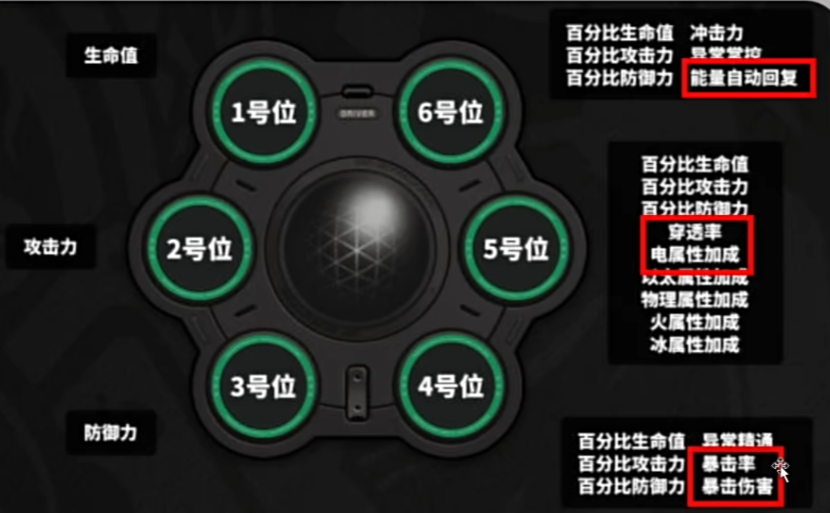 生命值
1号位
DRIVER
6号位
百分比生命值 冲击力
百分比攻击力 异常掌控
百分比防御力 能量自动回复
攻击力
2号位
5号位
百分比生命值
百分比攻击力
百分比防御力
穿透率
电属性加成
以太属性加成
物理属性加成
火属性加成
冰属性加成
防御力
3号位
4号位
百分比生命值 异常精通
百分比攻击力 暴击率
百分比防御力 暴击伤害